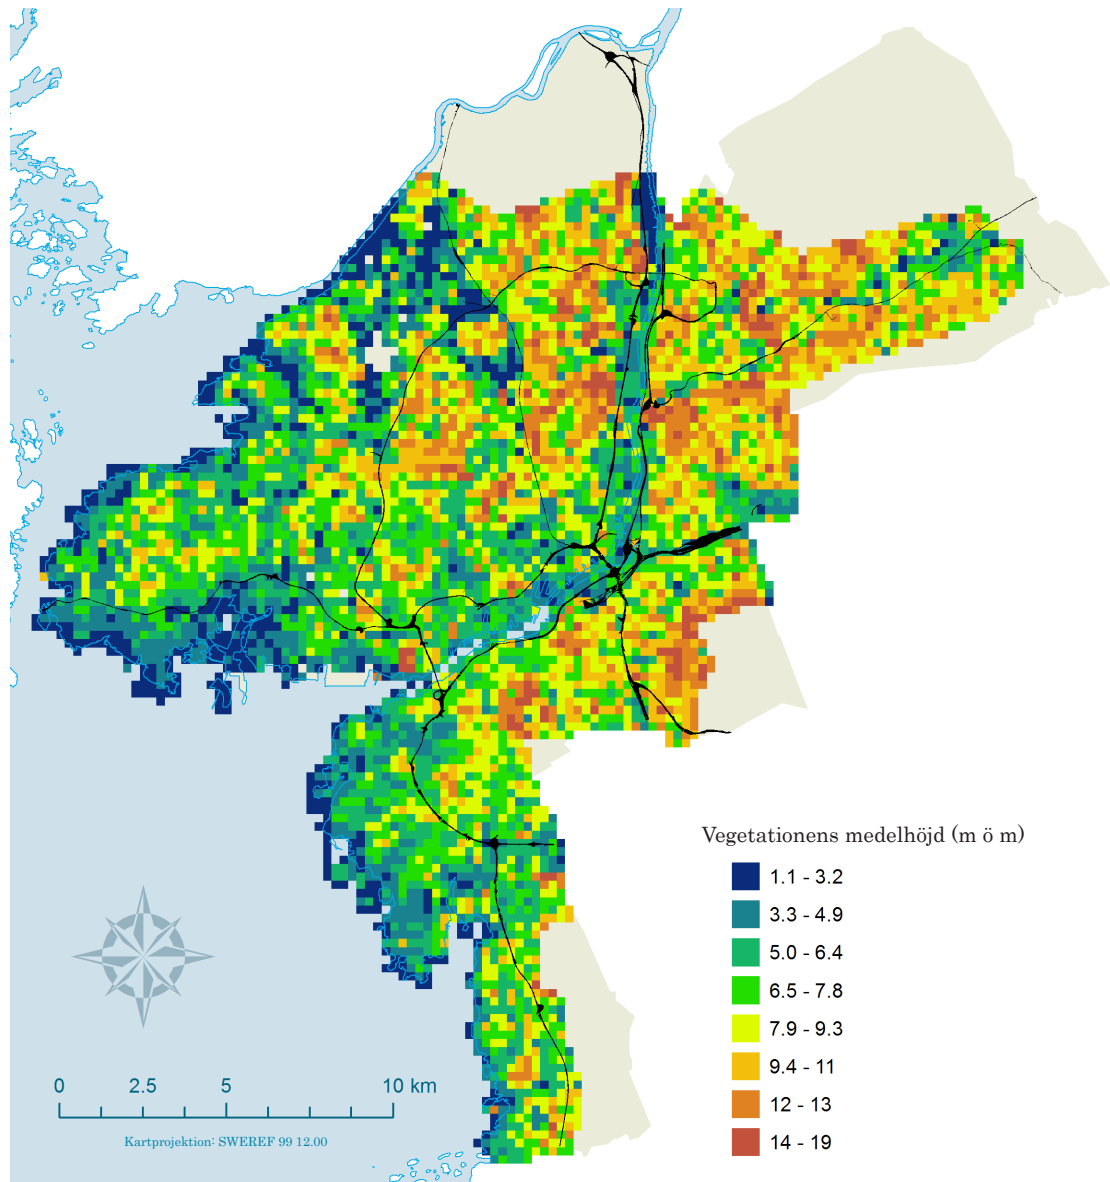 Vegetationens medelhöjd (m ö m)
1.1 - 3.2
3.3 - 4.9
5.0 - 6.4
6.5 - 7.8
7.9 - 9.3
9.4 - 11
12 - 13
14 - 19
0 2.5 5 10 km
Kartprojektion: SWEREF 99 12.00